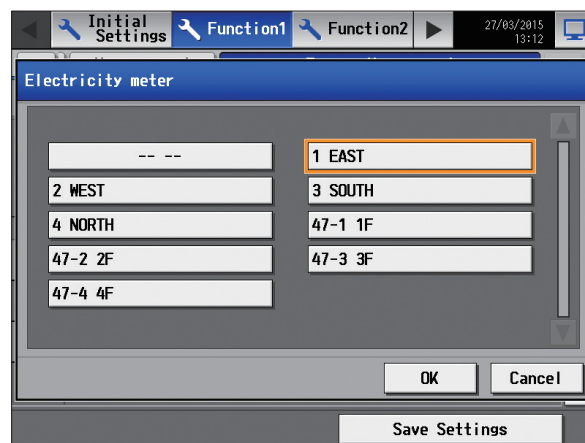 Initial Settings
Function1
Function2
27/03/2015
13:12
Electricity meter
-- --
1 EAST
2 WEST
3 SOUTH
4 NORTH
47-1 1F
47-2 2F
47-3 3F
47-4 4F
OK
Cancel
Save Settings